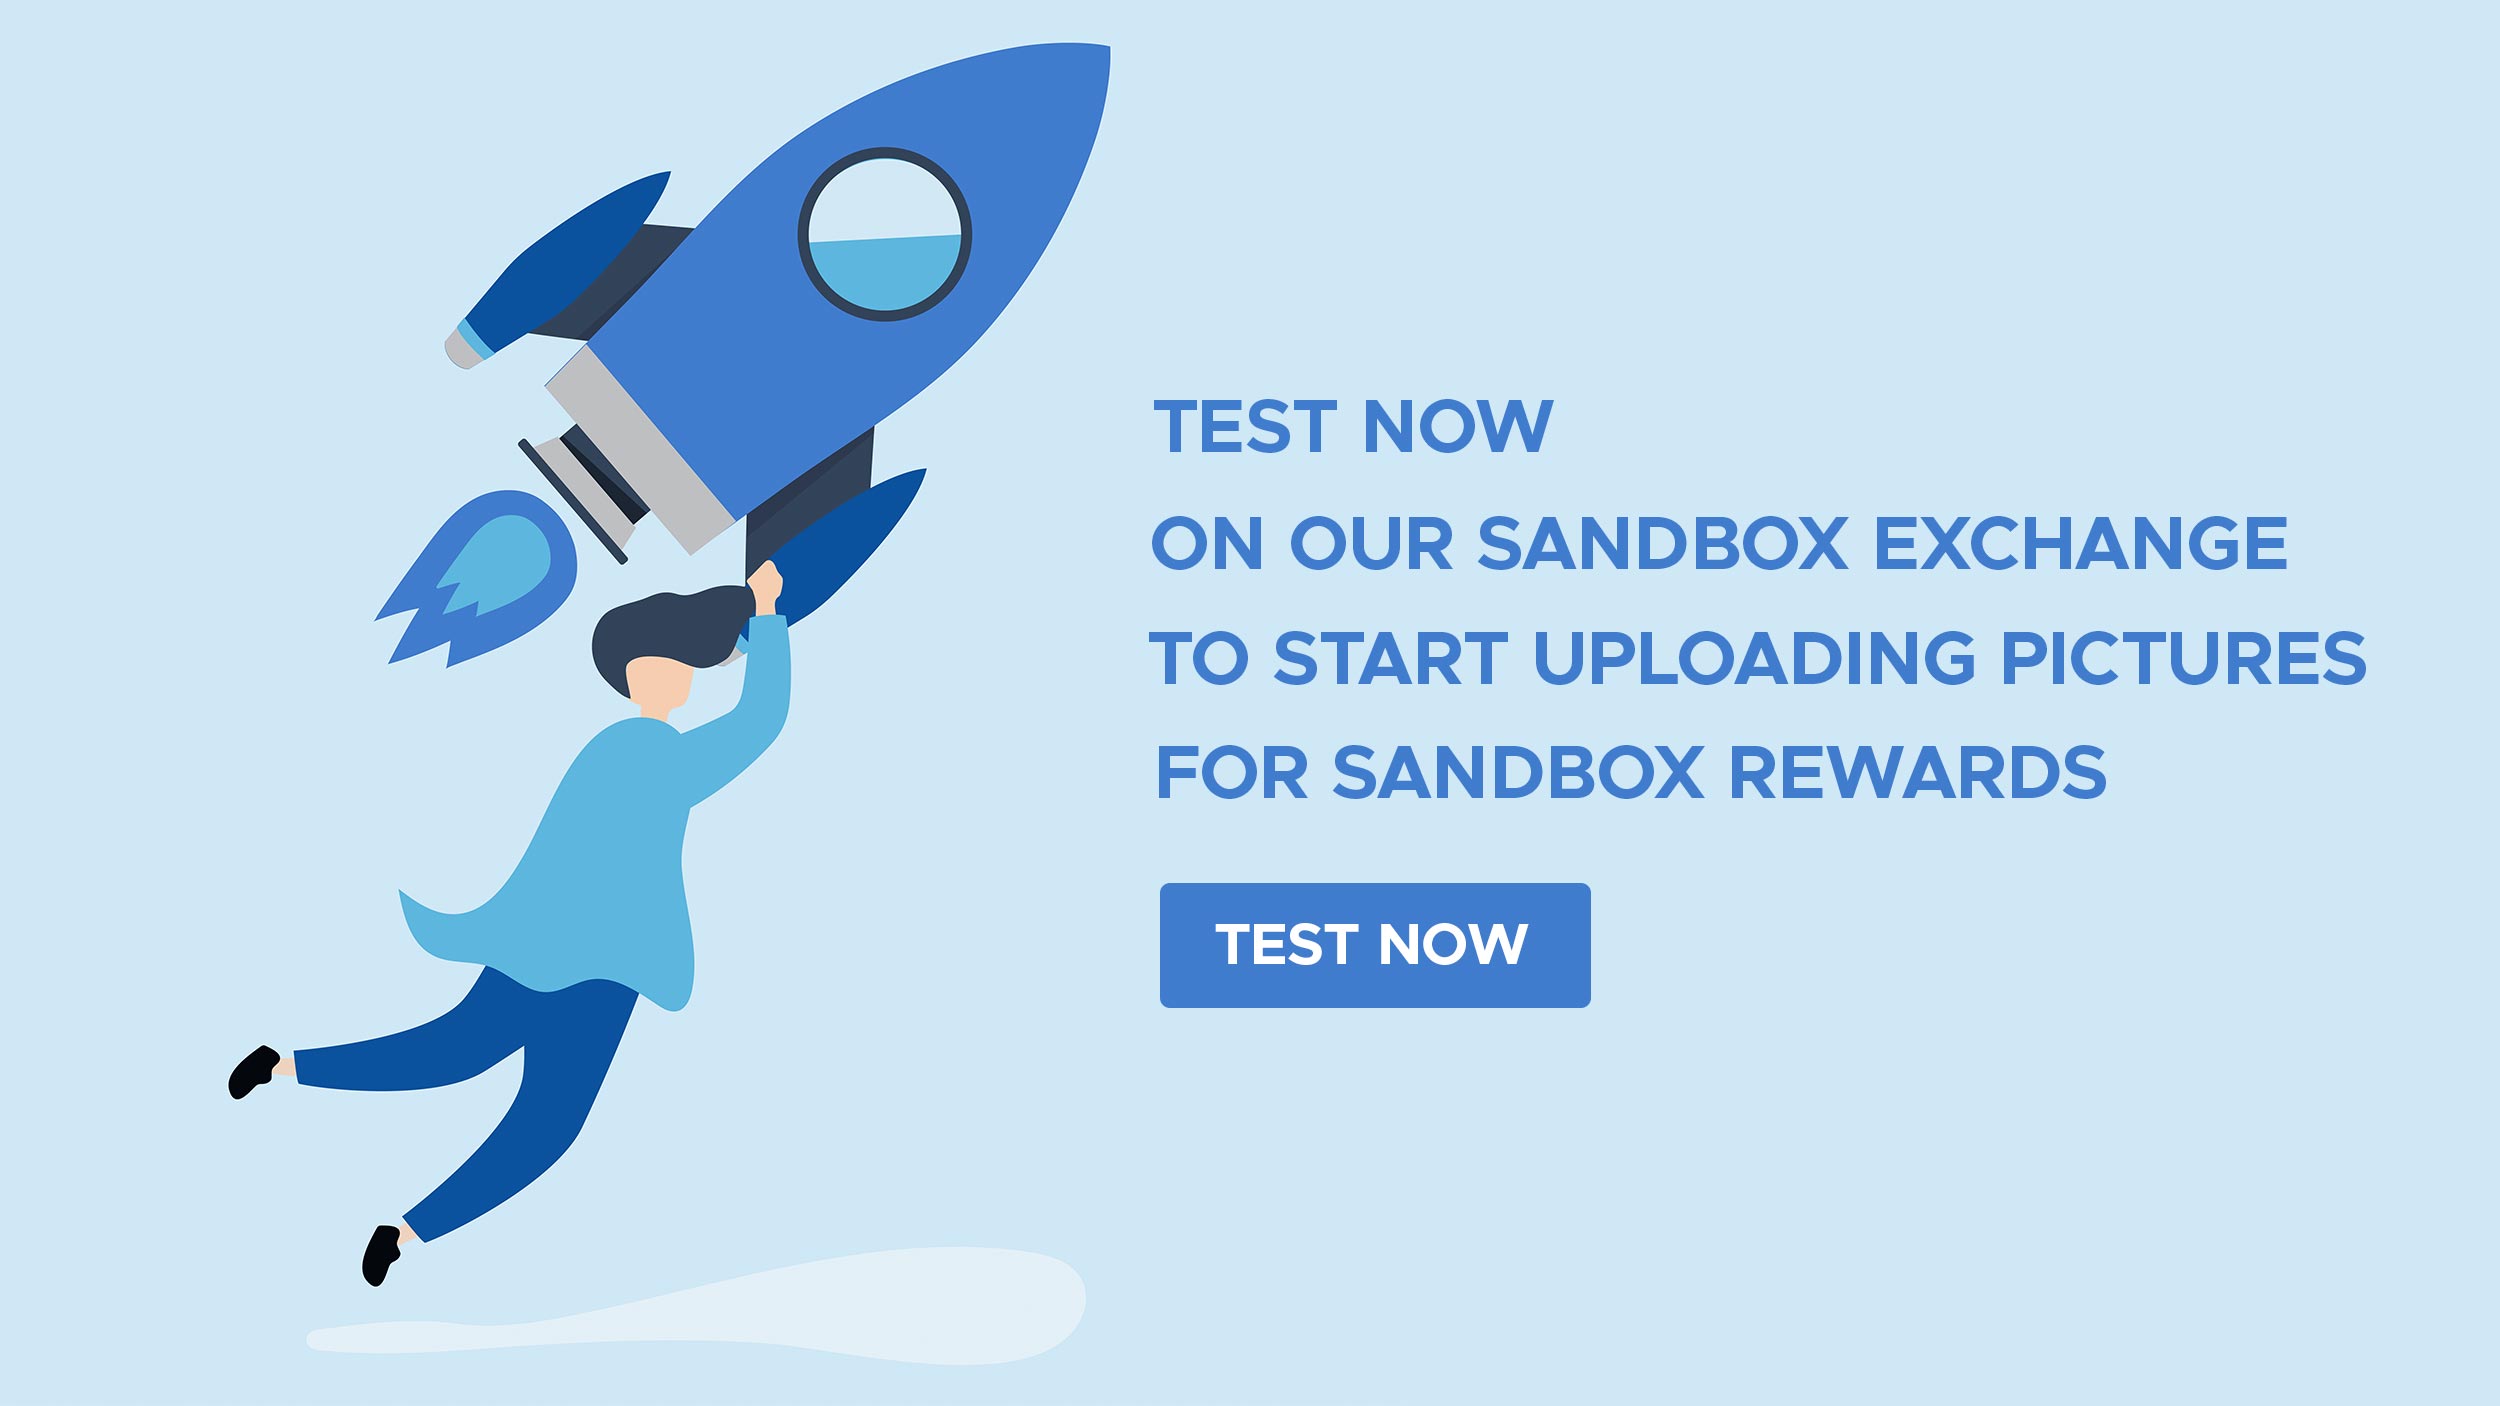 TEST NOW
ON OUR SANDBOX EXCHANGE
TO START UPLOADING PICTURES
FOR SANDBOX REWARDS
TEST NOW